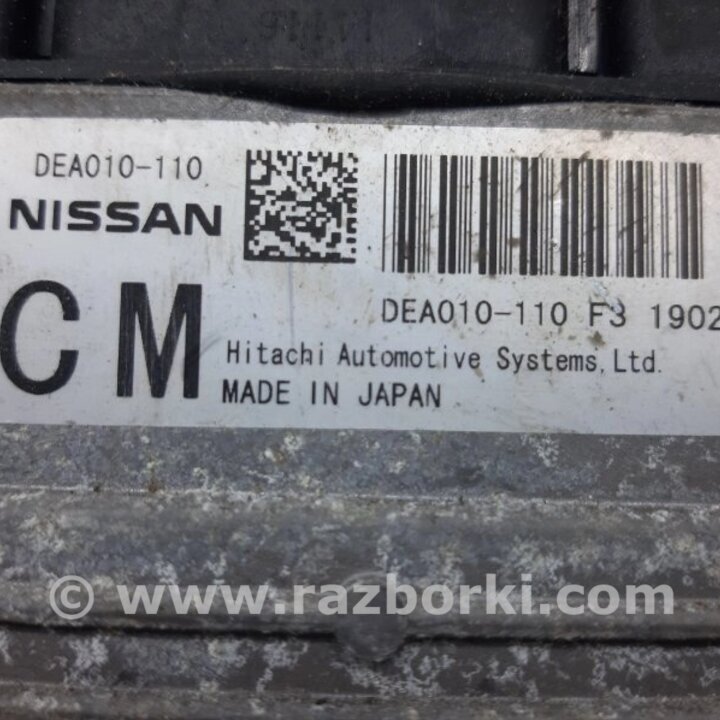 DEA010-110
NISSAN
DEA010-110 F3 1902
CM
Hitachi Automotive Systems, Ltd.
MADE IN JAPAN
© www.razborki.com